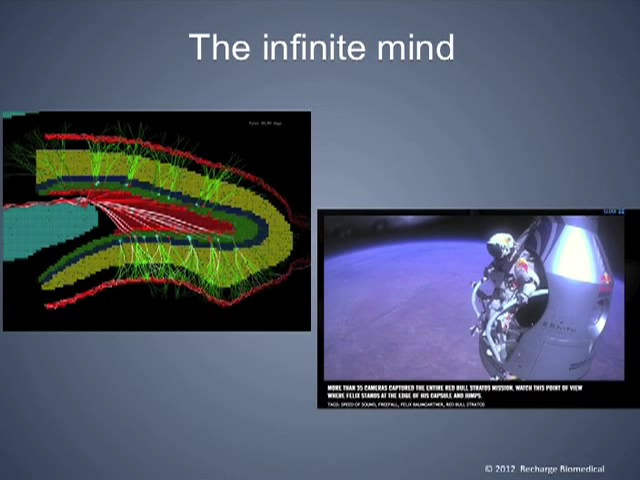 The infinite mind
MORE THAN 35 CAMERAS CAPTURED THE ENTIRE RED BULL STRATOS MISSION. WATCH THIS POINT OF VIEW
WHERE FELIX STANDS AT THE EDGE OF HIS CAPSULE AND JUMPS.
TAGS: SPEED OF SOUND, FREEFALL, FELIX BAUMGARTNER, RED BULL STRATOS
© 2012 Recharge Biomedical